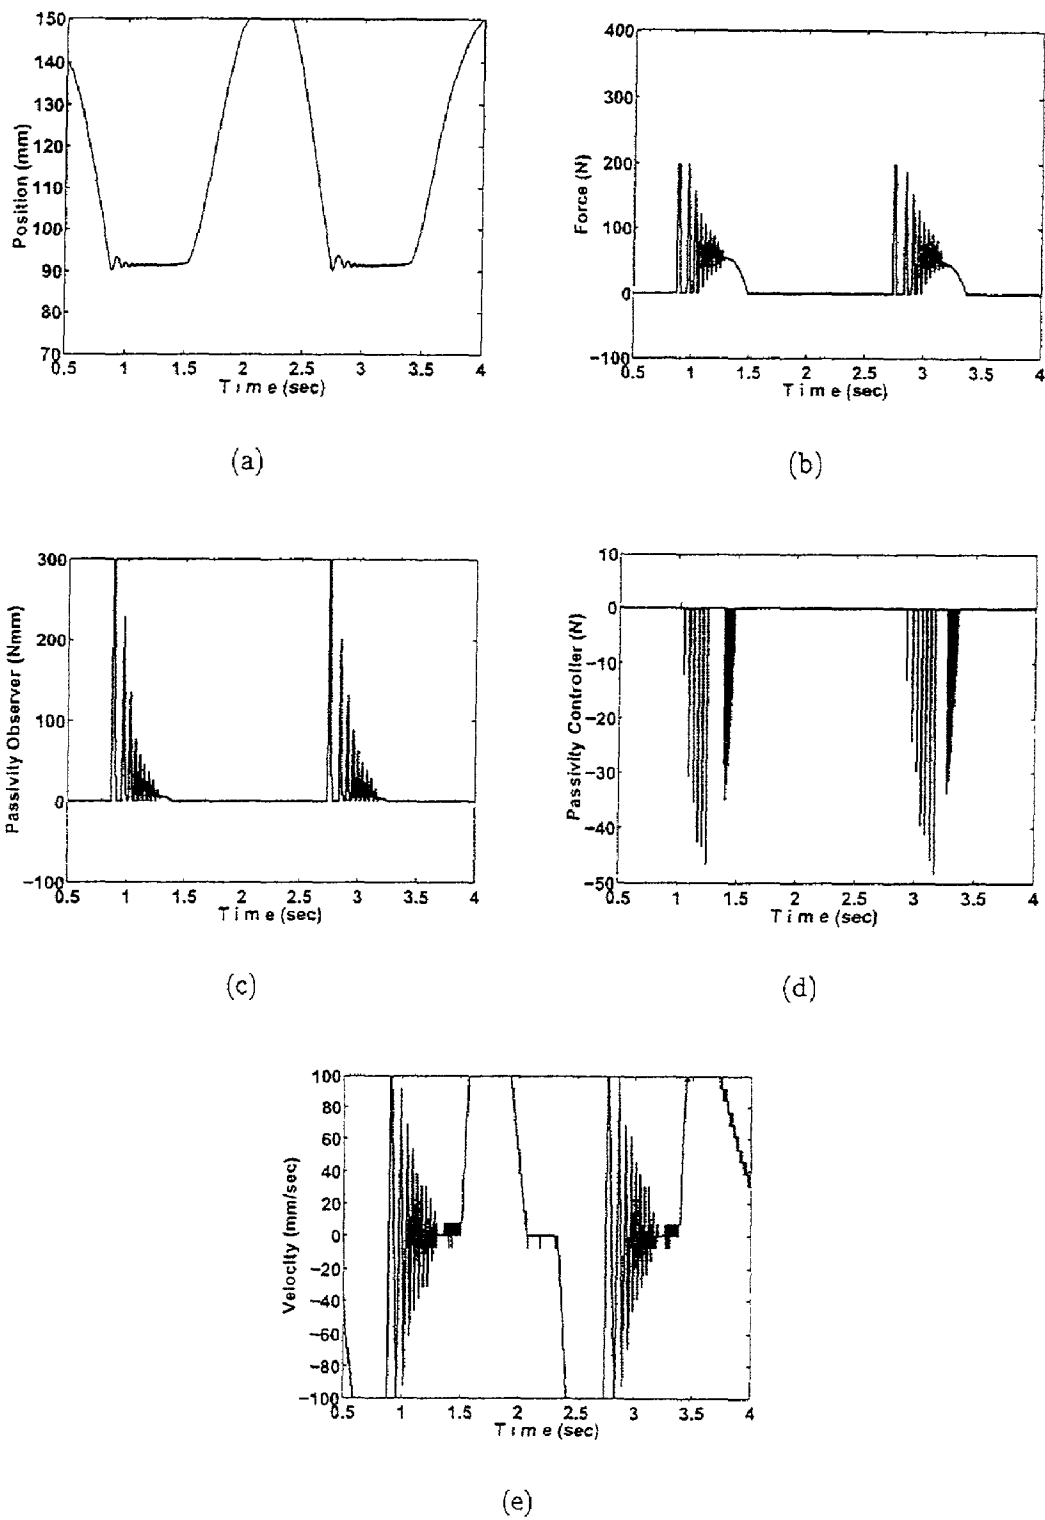 150
140
130
120
110
100
90
80
70
Position (mm)
0.5 1 1.5 2 2.5 3 3.5 4
Time (sec)
(a)
400
300
200
100
0
−100
Force (N)
0.5 1 1.5 2 2.5 3 3.5 4
Time (sec)
(b)
300
200
100
0
−100
Passivity Observer (Nmm)
0.5 1 1.5 2 2.5 3 3.5 4
Time (sec)
(c)
10
0
−10
−20
−30
−40
−50
Passivity Controller (N)
0.5 1 1.5 2 2.5 3 3.5 4
Time (sec)
(d)
100
80
60
40
20
0
−20
−40
−60
−80
−100
Velocity (mm/sec)
0.5 1 1.5 2 2.5 3 3.5 4
Time (sec)
(e)